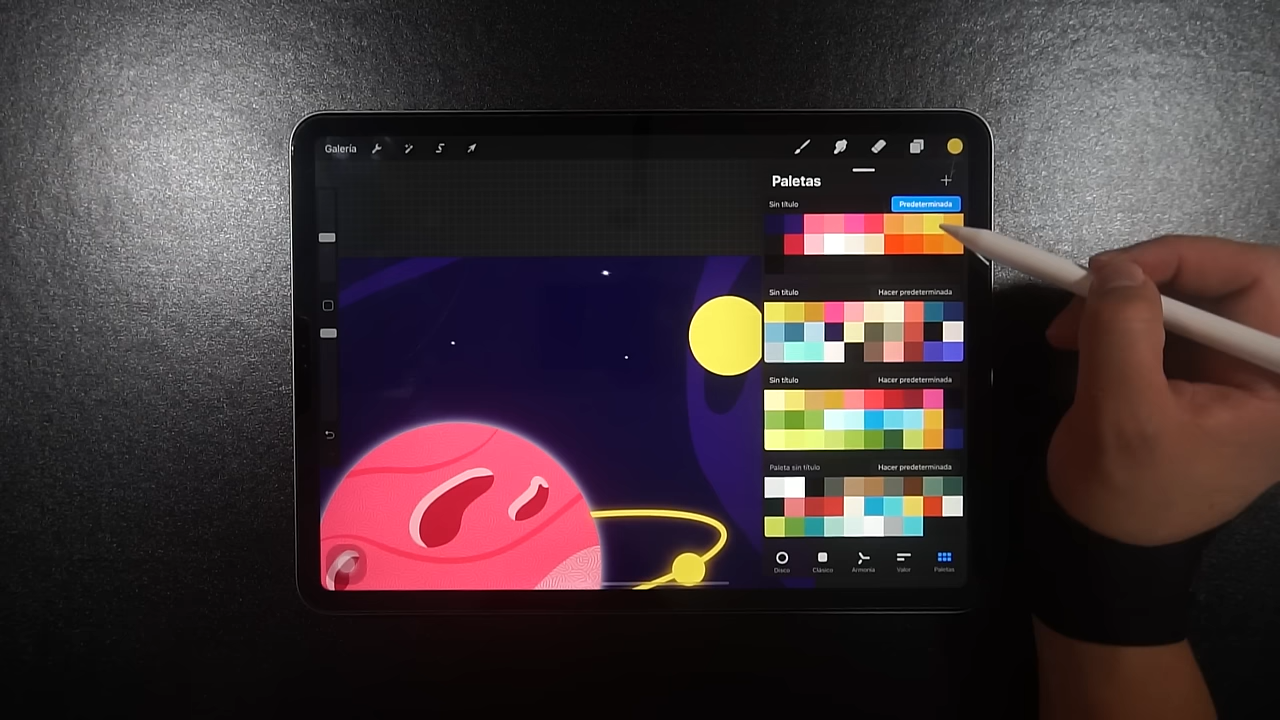 Galería
Paletas
Sin título
Predeterminada
Sin título
Hacer predeterminada
Sin título
Hacer predeterminada
Paleta sin título
Hacer predeterminada
Disco
Clásico
Armonía
Valor
Paletas